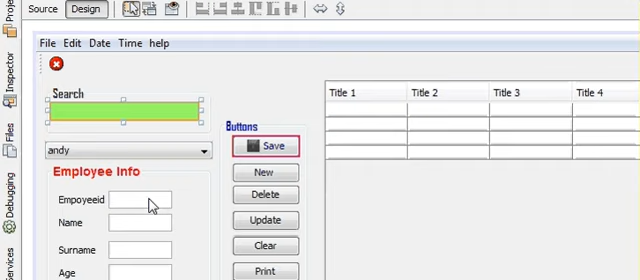 Source Design
Projec
Inspector
Files
Debugging
Services
File Edit Date Time help
Search
andy
Employee Info
Empoyeeid
Name
Surname
Age
Buttons
Save
New
Delete
Update
Clear
Print
Title 1 Title 2 Title 3 Title 4